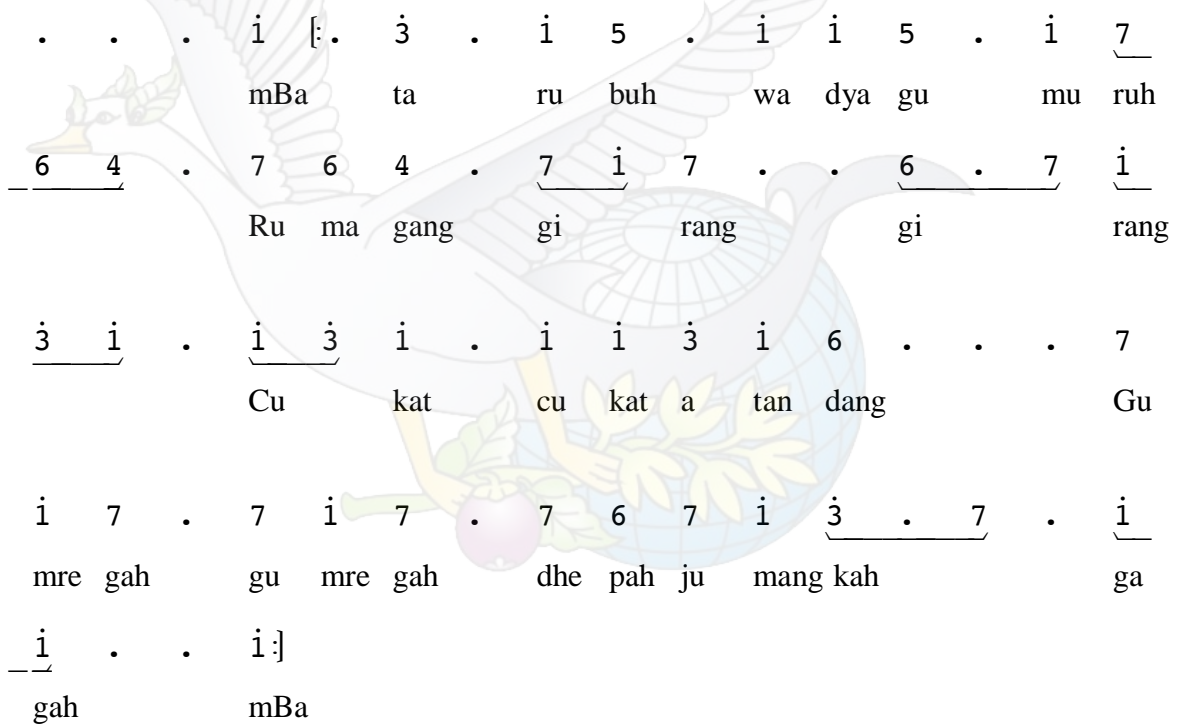 . . . i̇ [: . 3̇ . i̇ 5 . i̇ i̇ 5 . i̇ 7
mBa ta ru buh wa dya gu mu ruh
6 4 . 7 6 4 . 7 i̇ 7 . . 6 . 7 i̇
Ru ma gang gi rang gi rang
3̇ i̇ . i̇ 3̇ i̇ . i̇ i̇ 3̇ i̇ 6 . . . 7
Cu kat cu kat a tan dang Gu
i̇ 7 . 7 i̇ 7 . 7 6 7 i̇ 3̇ . 7 . i̇
mre gah gu mre gah dhe pah ju mang kah ga
i̇ . . i̇ :]
gah mBa